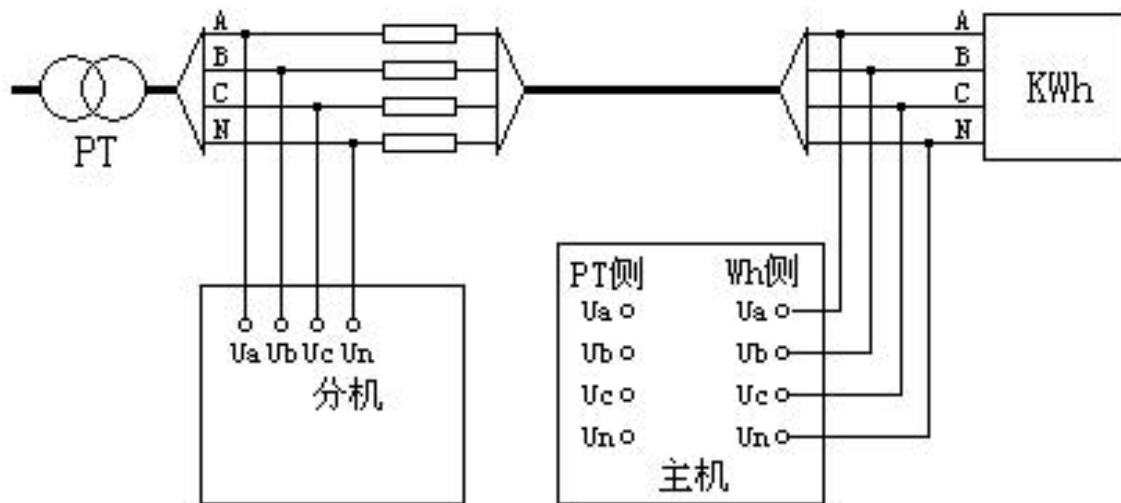 A
B
C
N
PT
A
B
C
N
KWh
Ua Ub Uc Un
分机
PT侧 Wh侧
Ua Ua
Ub Ub
Uc Uc
Un Un
主机